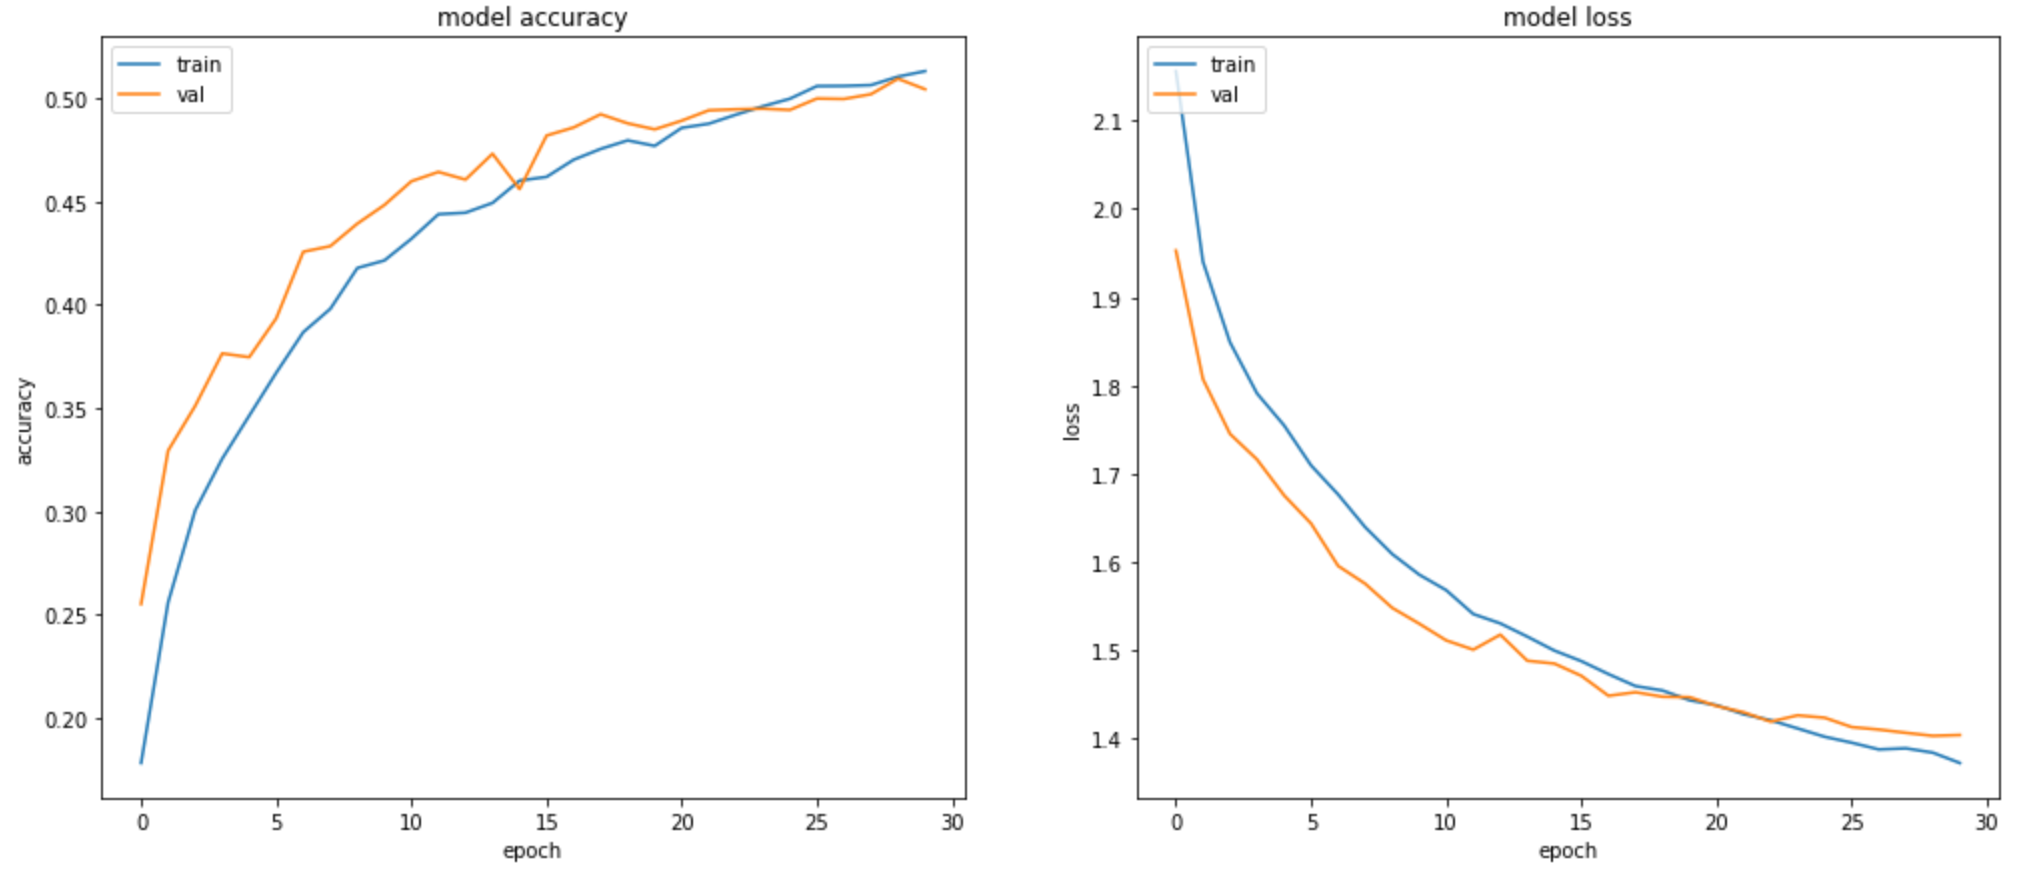 model accuracy
train
val
0.50
0.45
0.40
0.35
0.30
0.25
0.20
accuracy
0 5 10 15 20 25 30
epoch
model loss
train
val
2.1
2.0
1.9
1.8
1.7
1.6
1.5
1.4
loss
0 5 10 15 20 25 30
epoch